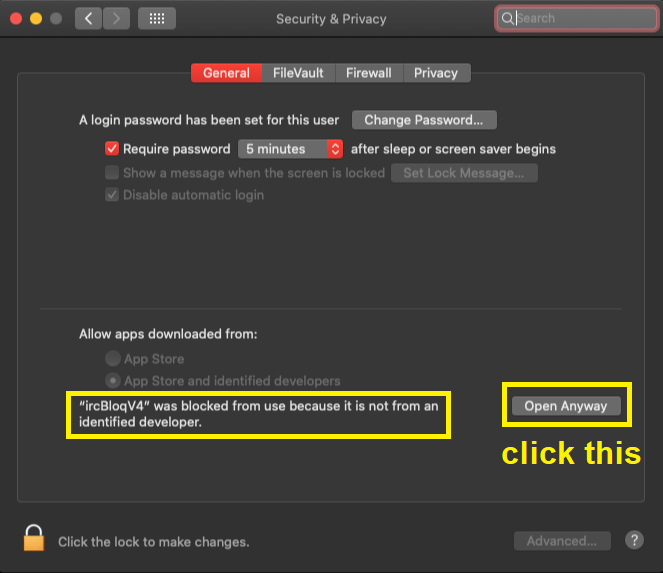 Security & Privacy
Search
General FileVault Firewall Privacy
A login password has been set for this user Change Password...
Require password 5 minutes after sleep or screen saver begins
Show a message when the screen is locked Set Lock Message...
Disable automatic login
Allow apps downloaded from:
App Store
App Store and identified developers
“ircBloqV4” was blocked from use because it is not from an
identified developer.
Open Anyway
click this
Click the lock to make changes.
Advanced...
?